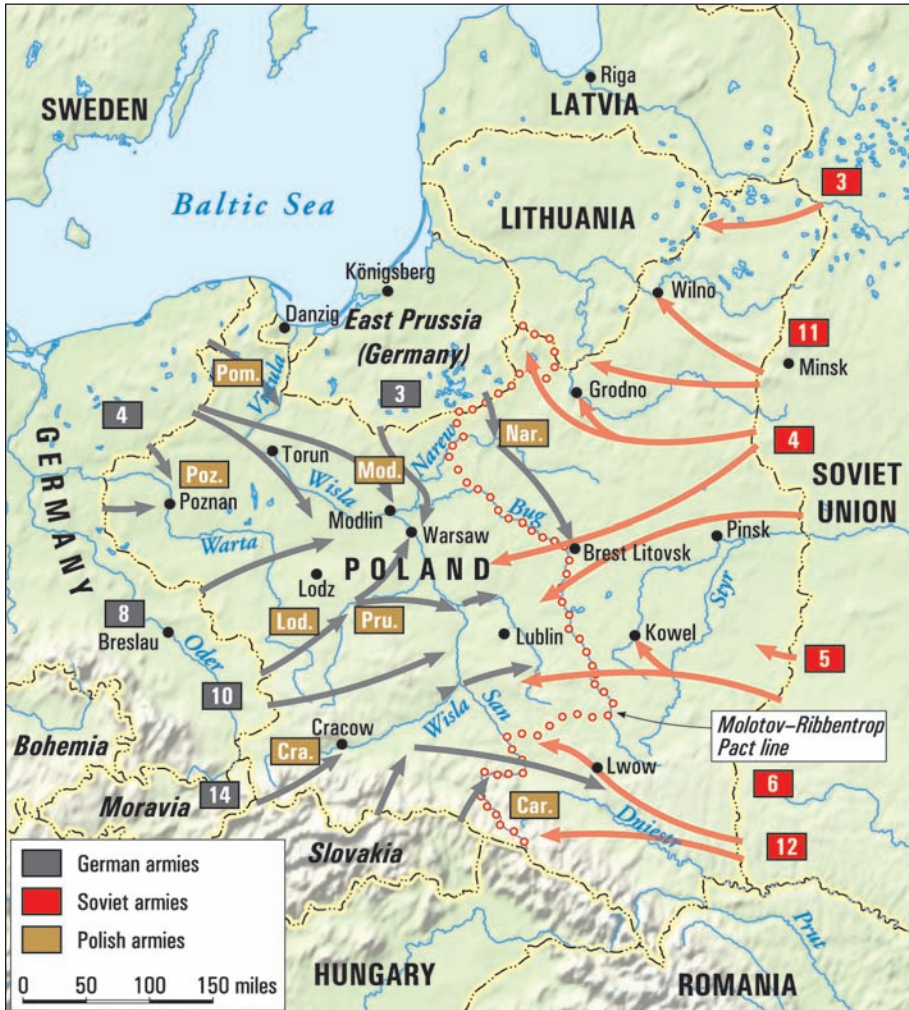 Riga
LATVIA
SWEDEN
3
Baltic Sea
LITHUANIA
Königsberg
Wilno
Danzig
East Prussia
(Germany)
11
Minsk
Pom.
Vistula
3
Grodno
4
4
Nar.
Narew
Torun
Mod.
GERMANY
Poz.
Poznan
Wisla
SOVIET
UNION
Modlin
Bug
Pinsk
Warta
Warsaw
POLAND
Brest Litovsk
Styr
Lodz
8
Lod.
Pru.
Breslau
Oder
Lublin
Kowel
5
10
San
Wisla
Molotov–Ribbentrop
Pact line
Bohemia
Cracow
Cra.
Lwow
6
14
Moravia
Car.
Duiestr
12
Slovakia
German armies
Soviet armies
Polish armies
Prut
0 50 100 150 miles
HUNGARY
ROMANIA